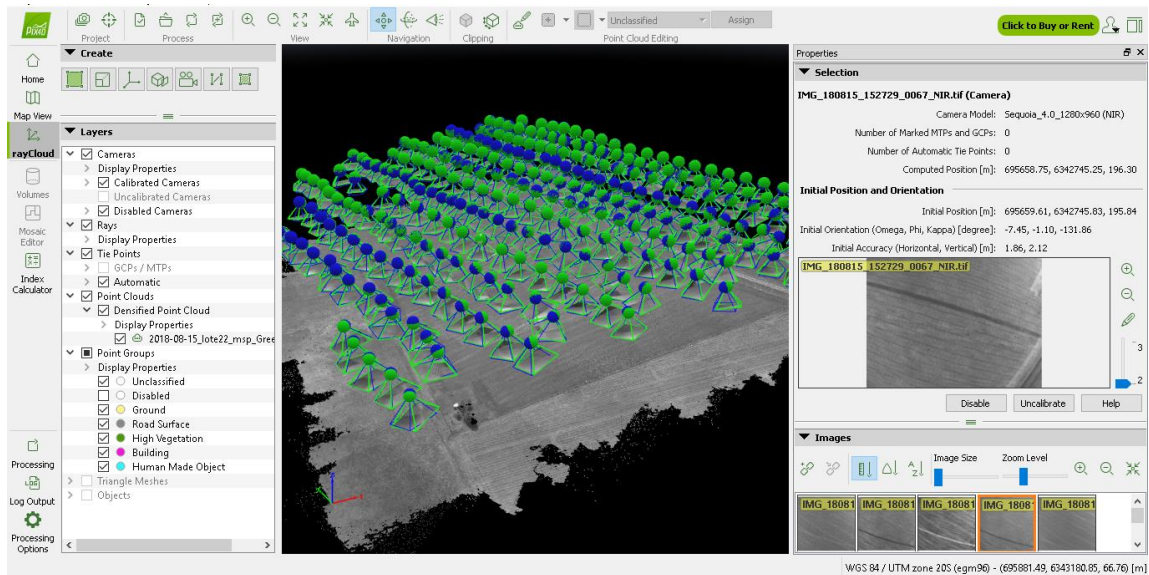 PIX4D
Project
Process
View
Navigation
Clipping
Unclassified
Assign
Point Cloud Editing
Click to Buy or Rent
Home
Map View
rayCloud
Volumes
Mosaic
Editor
Index
Calculator
Processing
Log Output
Processing
Options
Create
Layers
Cameras
Display Properties
Calibrated Cameras
Uncalibrated Cameras
Disabled Cameras
Rays
Display Properties
Tie Points
GCPs / MTPs
Automatic
Point Clouds
Densified Point Cloud
Display Properties
2018-08-15_lote22_msp_Gree
Point Groups
Display Properties
Unclassified
Disabled
Ground
Road Surface
High Vegetation
Building
Human Made Object
Triangle Meshes
Objects
Properties
Selection
IMG_180815_152729_0067_NIR.tif (Camera)
Camera Model: Sequoia_4.0_1280x960 (NIR)
Number of Marked MTPs and GCPs: 0
Number of Automatic Tie Points: 0
Computed Position [m]: 695658.75, 6342745.25, 196.30
Initial Position and Orientation
Initial Position [m]: 695659.61, 6342745.83, 195.84
Initial Orientation (Omega, Phi, Kappa) [degree]: -7.45, -1.10, -131.86
Initial Accuracy (Horizontal, Vertical) [m]: 1.86, 2.12
IMG_180815_152729_0067_NIR.tif
3
2
Disable Uncalibrate Help
Images
Image Size Zoom Level
IMG_18081 IMG_18081 IMG_18081 IMG_1808 IMG_18081
WGS 84 / UTM zone 20S (egm96) - (695881.49, 6343180.85, 66.76) [m]